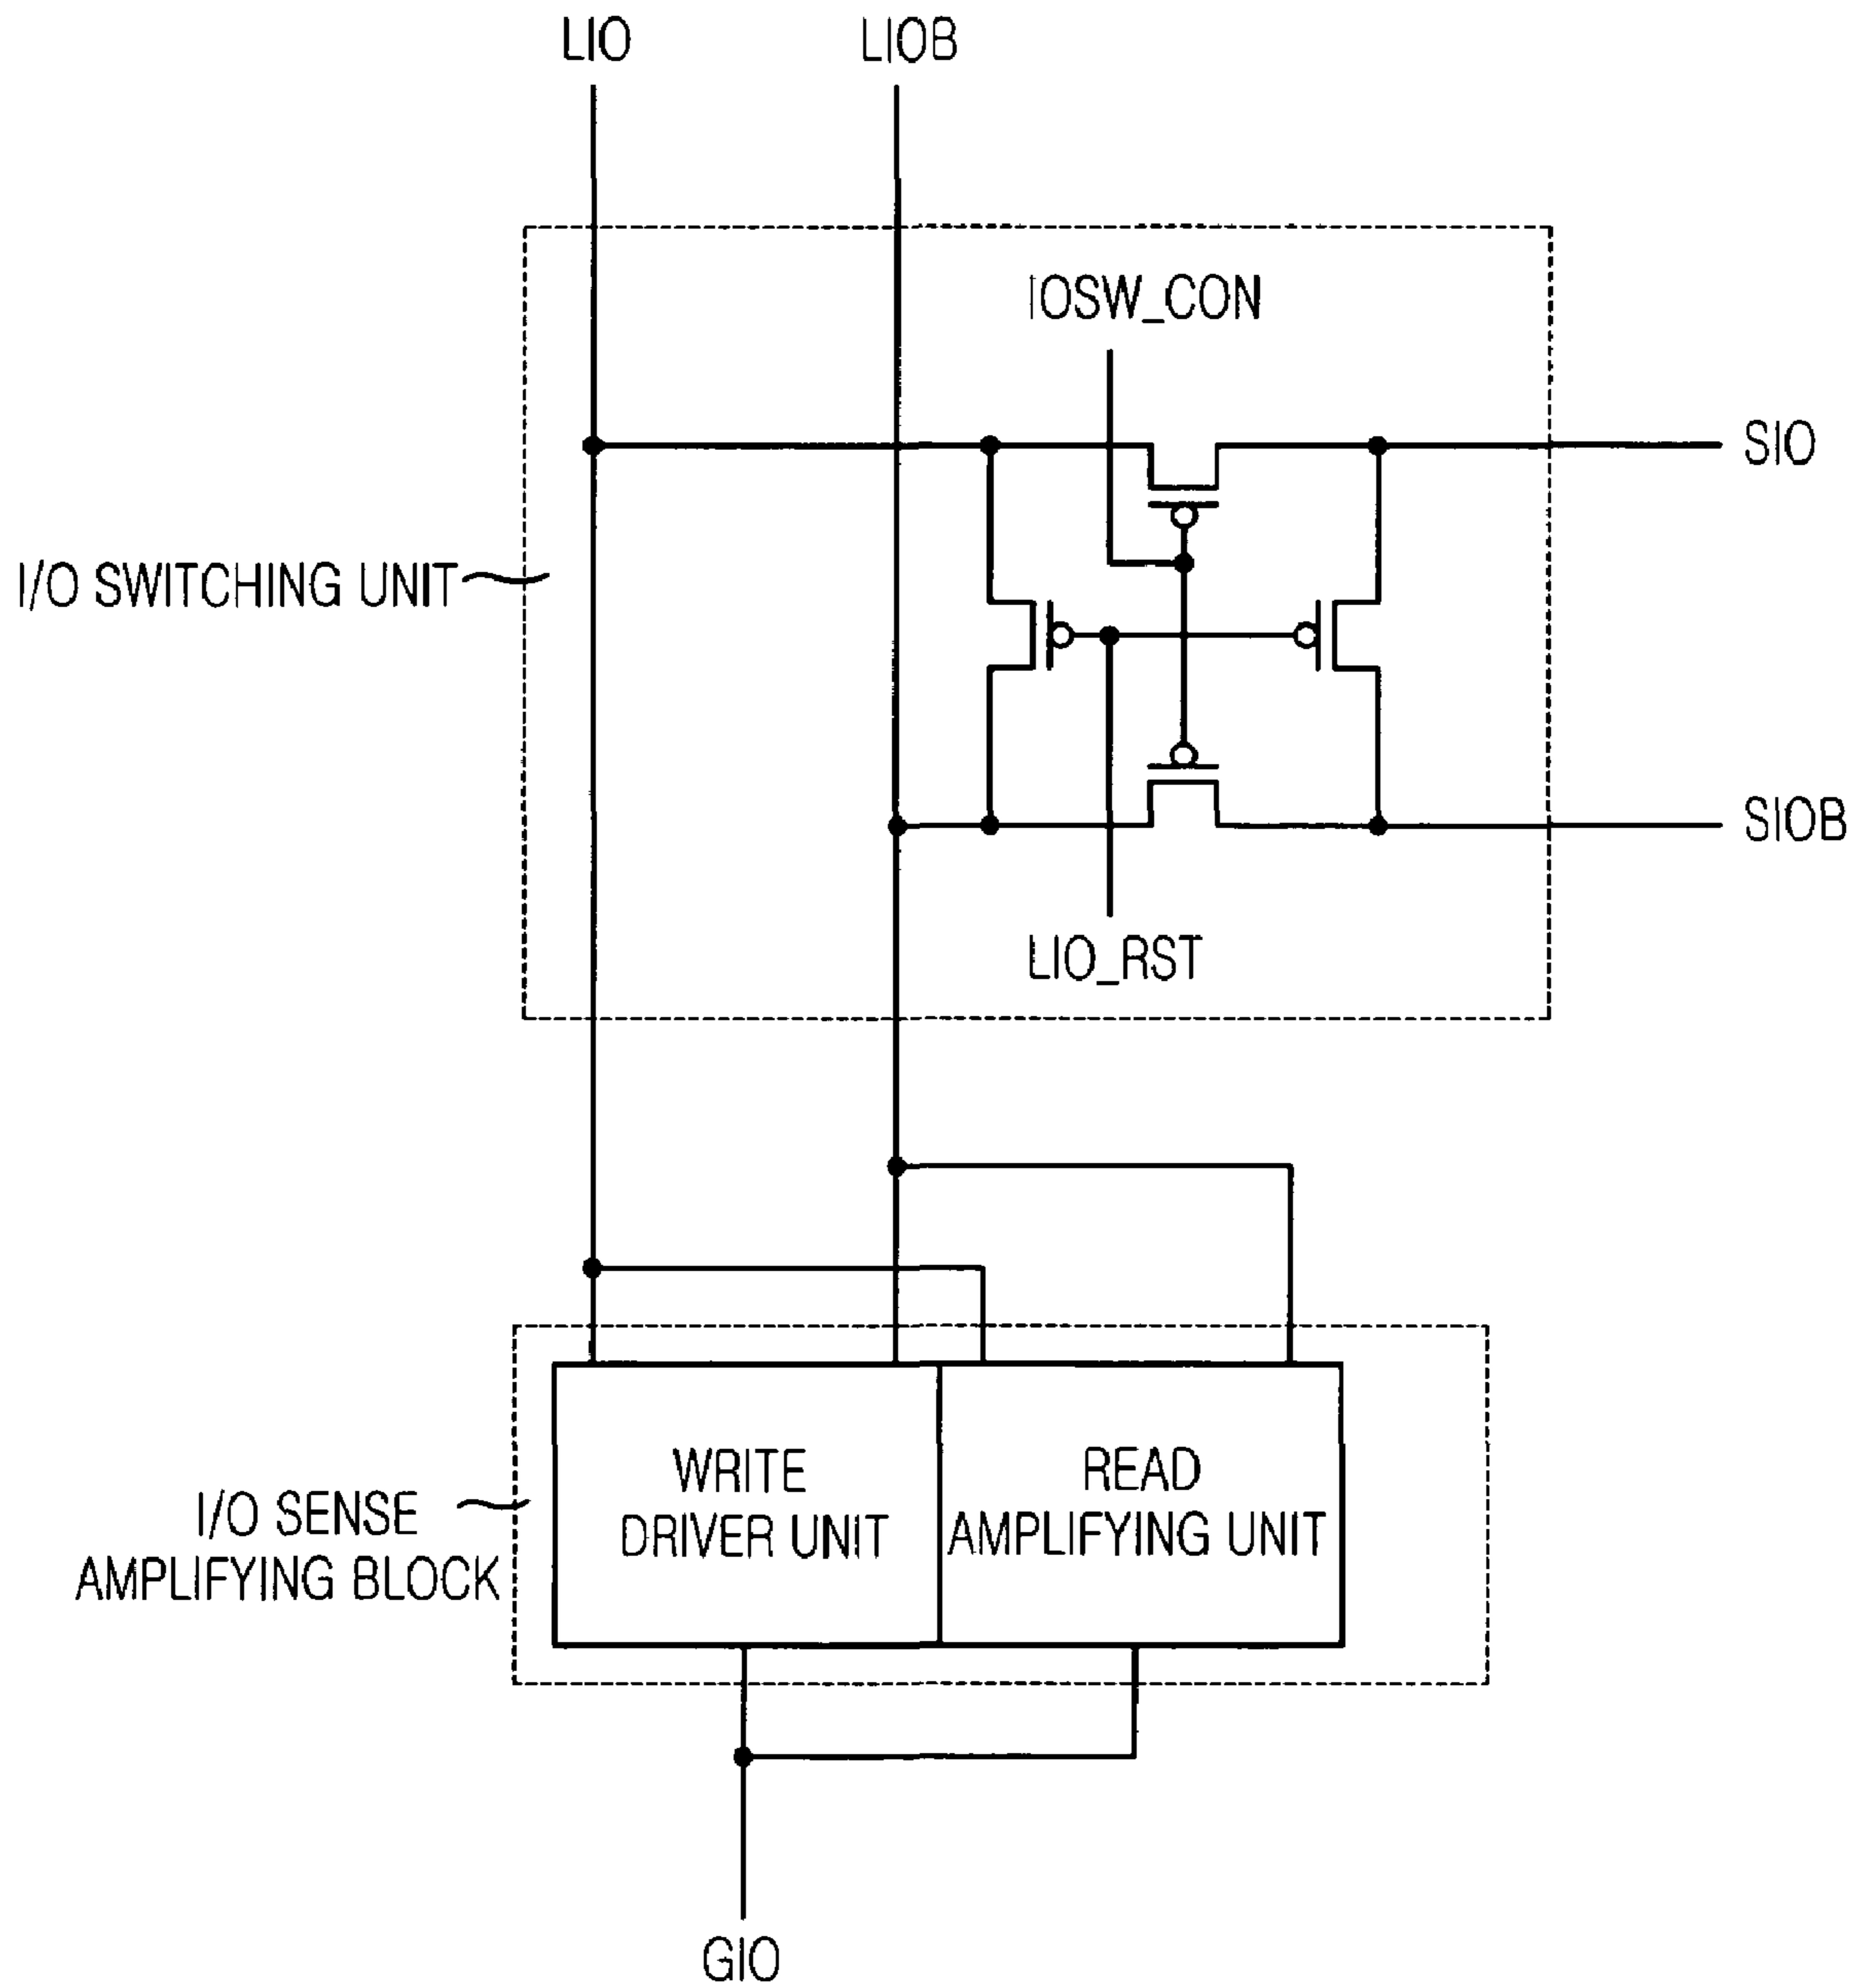 LIO
LIOB
IOSW_CON
SIO
I/O SWITCHING UNIT
SIOB
LIO_RST
WRITE
DRIVER UNIT
READ
AMPLIFYING UNIT
I/O SENSE
AMPLIFYING BLOCK
GIO